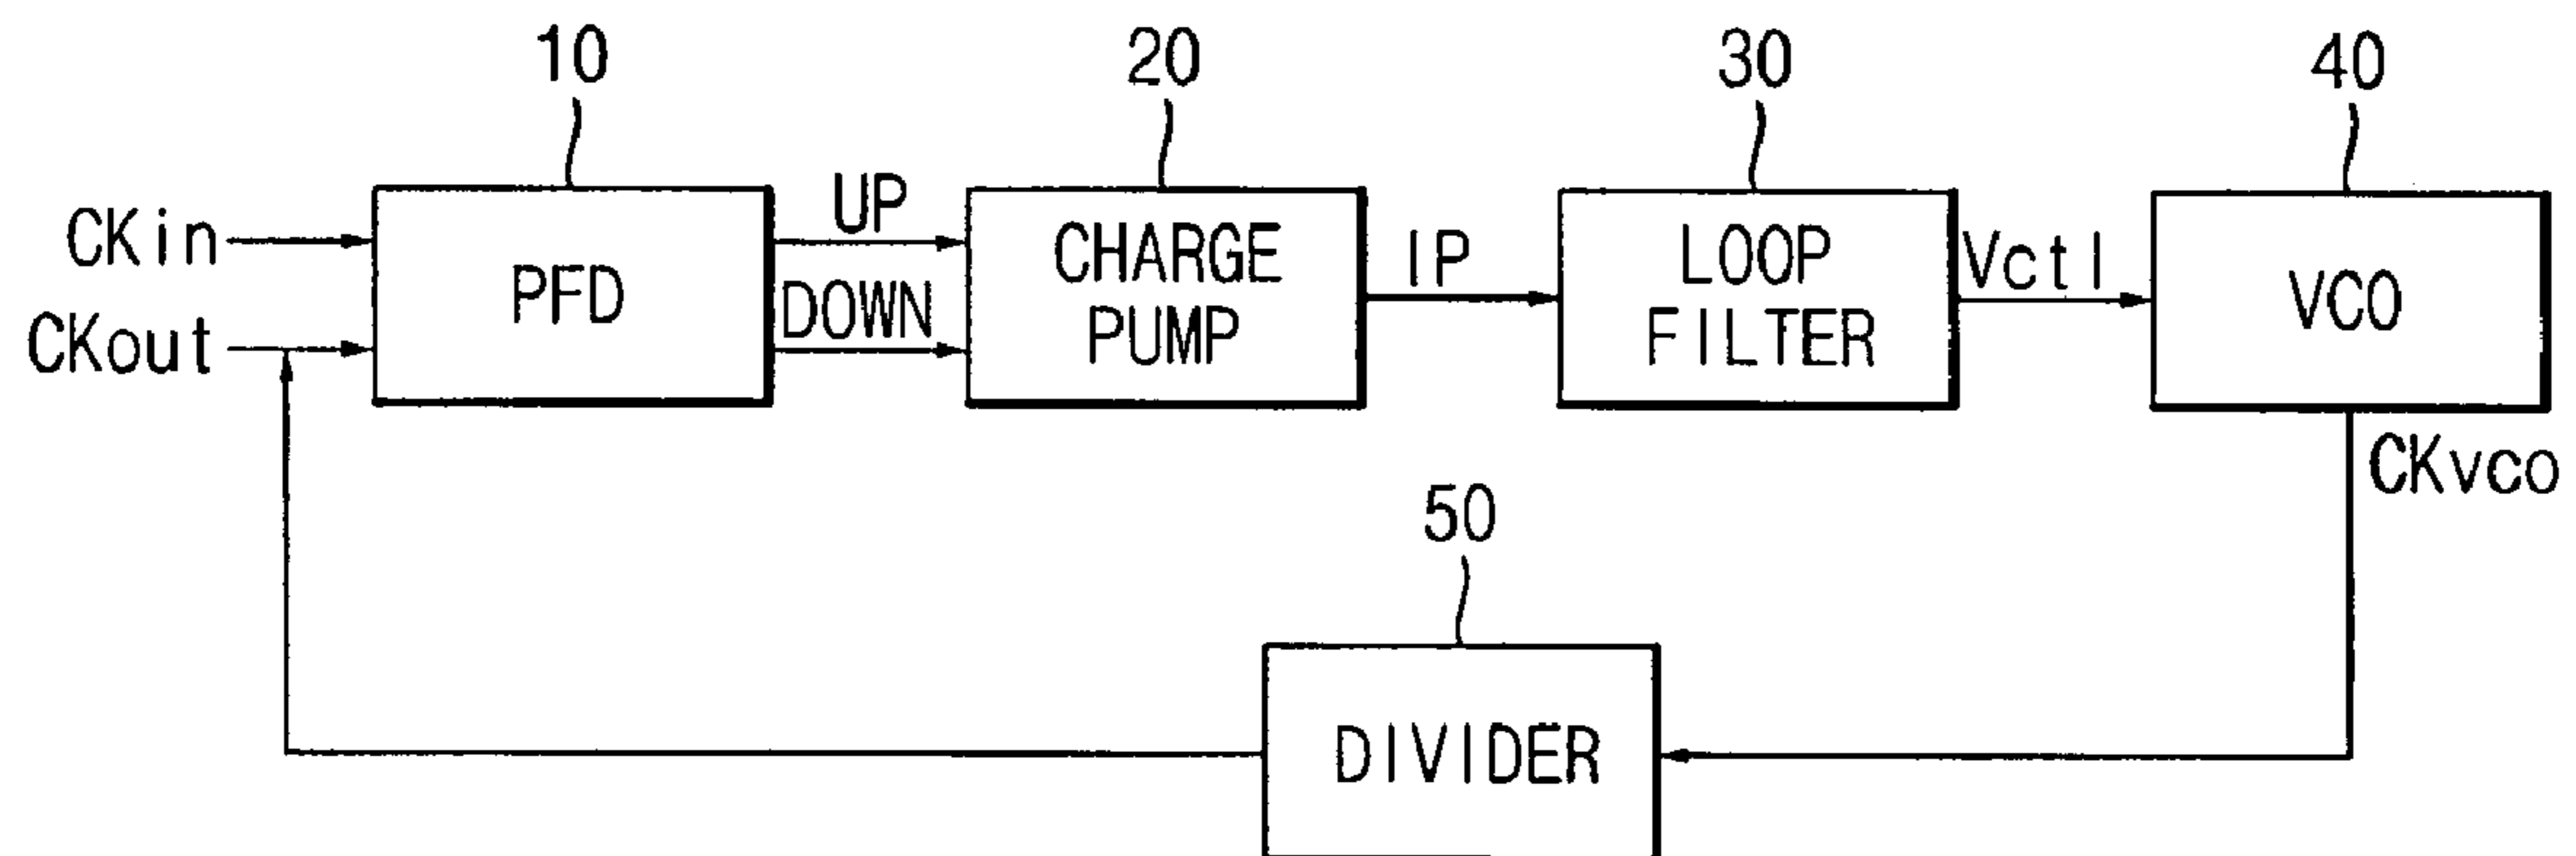 10
20
30
40
CKin
CKout
PFD
UP
DOWN
CHARGE
PUMP
IP
LOOP
FILTER
Vctl
VCO
CKvco
50
DIVIDER